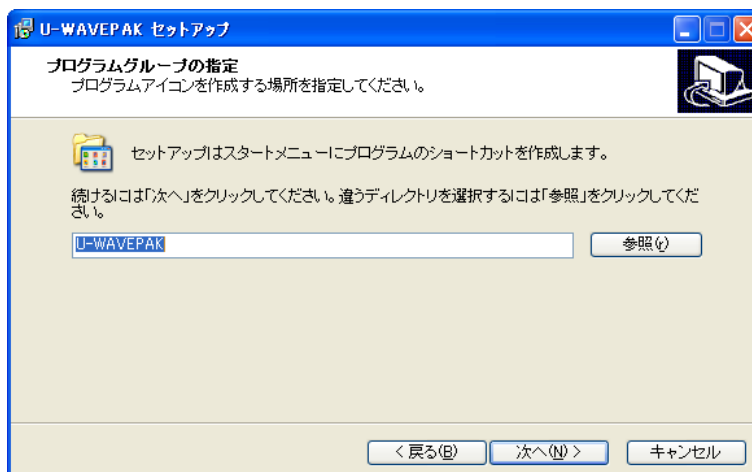 U-WAVEPAK セットアップ
プログラムグループの指定
プログラムアイコンを作成する場所を指定してください。
セットアップはスタートメニューにプログラムのショートカットを作成します。
続けるには「次へ」をクリックしてください。違うディレクトリを選択するには「参照」をクリックしてくだ
さい。
U-WAVEPAK
参照(r)
< 戻る(B)
次へ(N) >
キャンセル